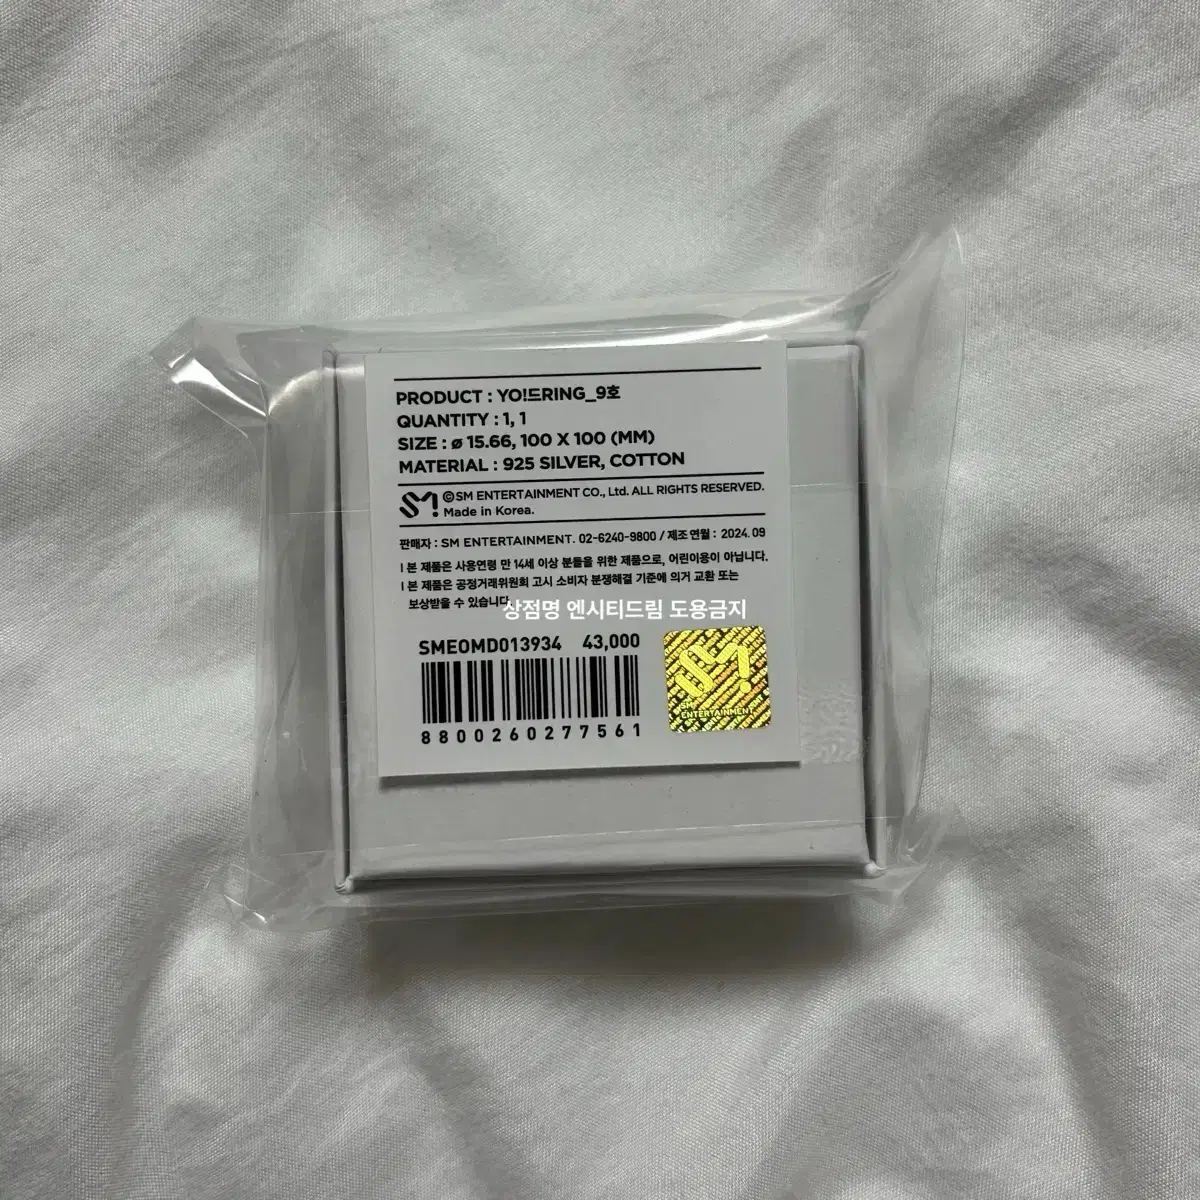 PRODUCT : YO!드RING_9호
QUANTITY : 1, 1
SIZE : ø 15.66, 100 X 100 (MM)
MATERIAL : 925 SILVER, COTTON
SM! ©SM ENTERTAINMENT CO., Ltd. ALL RIGHTS RESERVED.
Made in Korea.
판매자 : SM ENTERTAINMENT. 02-6240-9800 / 제조 연월 : 2024. 09
| 본 제품은 사용연령 만 14세 이상 분들을 위한 제품으로, 어린이용이 아닙니다.
| 본 제품은 공정거래위원회 고시 소비자 분쟁해결 기준에 의거 교환 또는
보상받을 수 있습니다.
상점명 엔시티드림 도용금지
SMEOMD013934 43,000
8800260277561
SM!
SM
ENTERTAINMENT